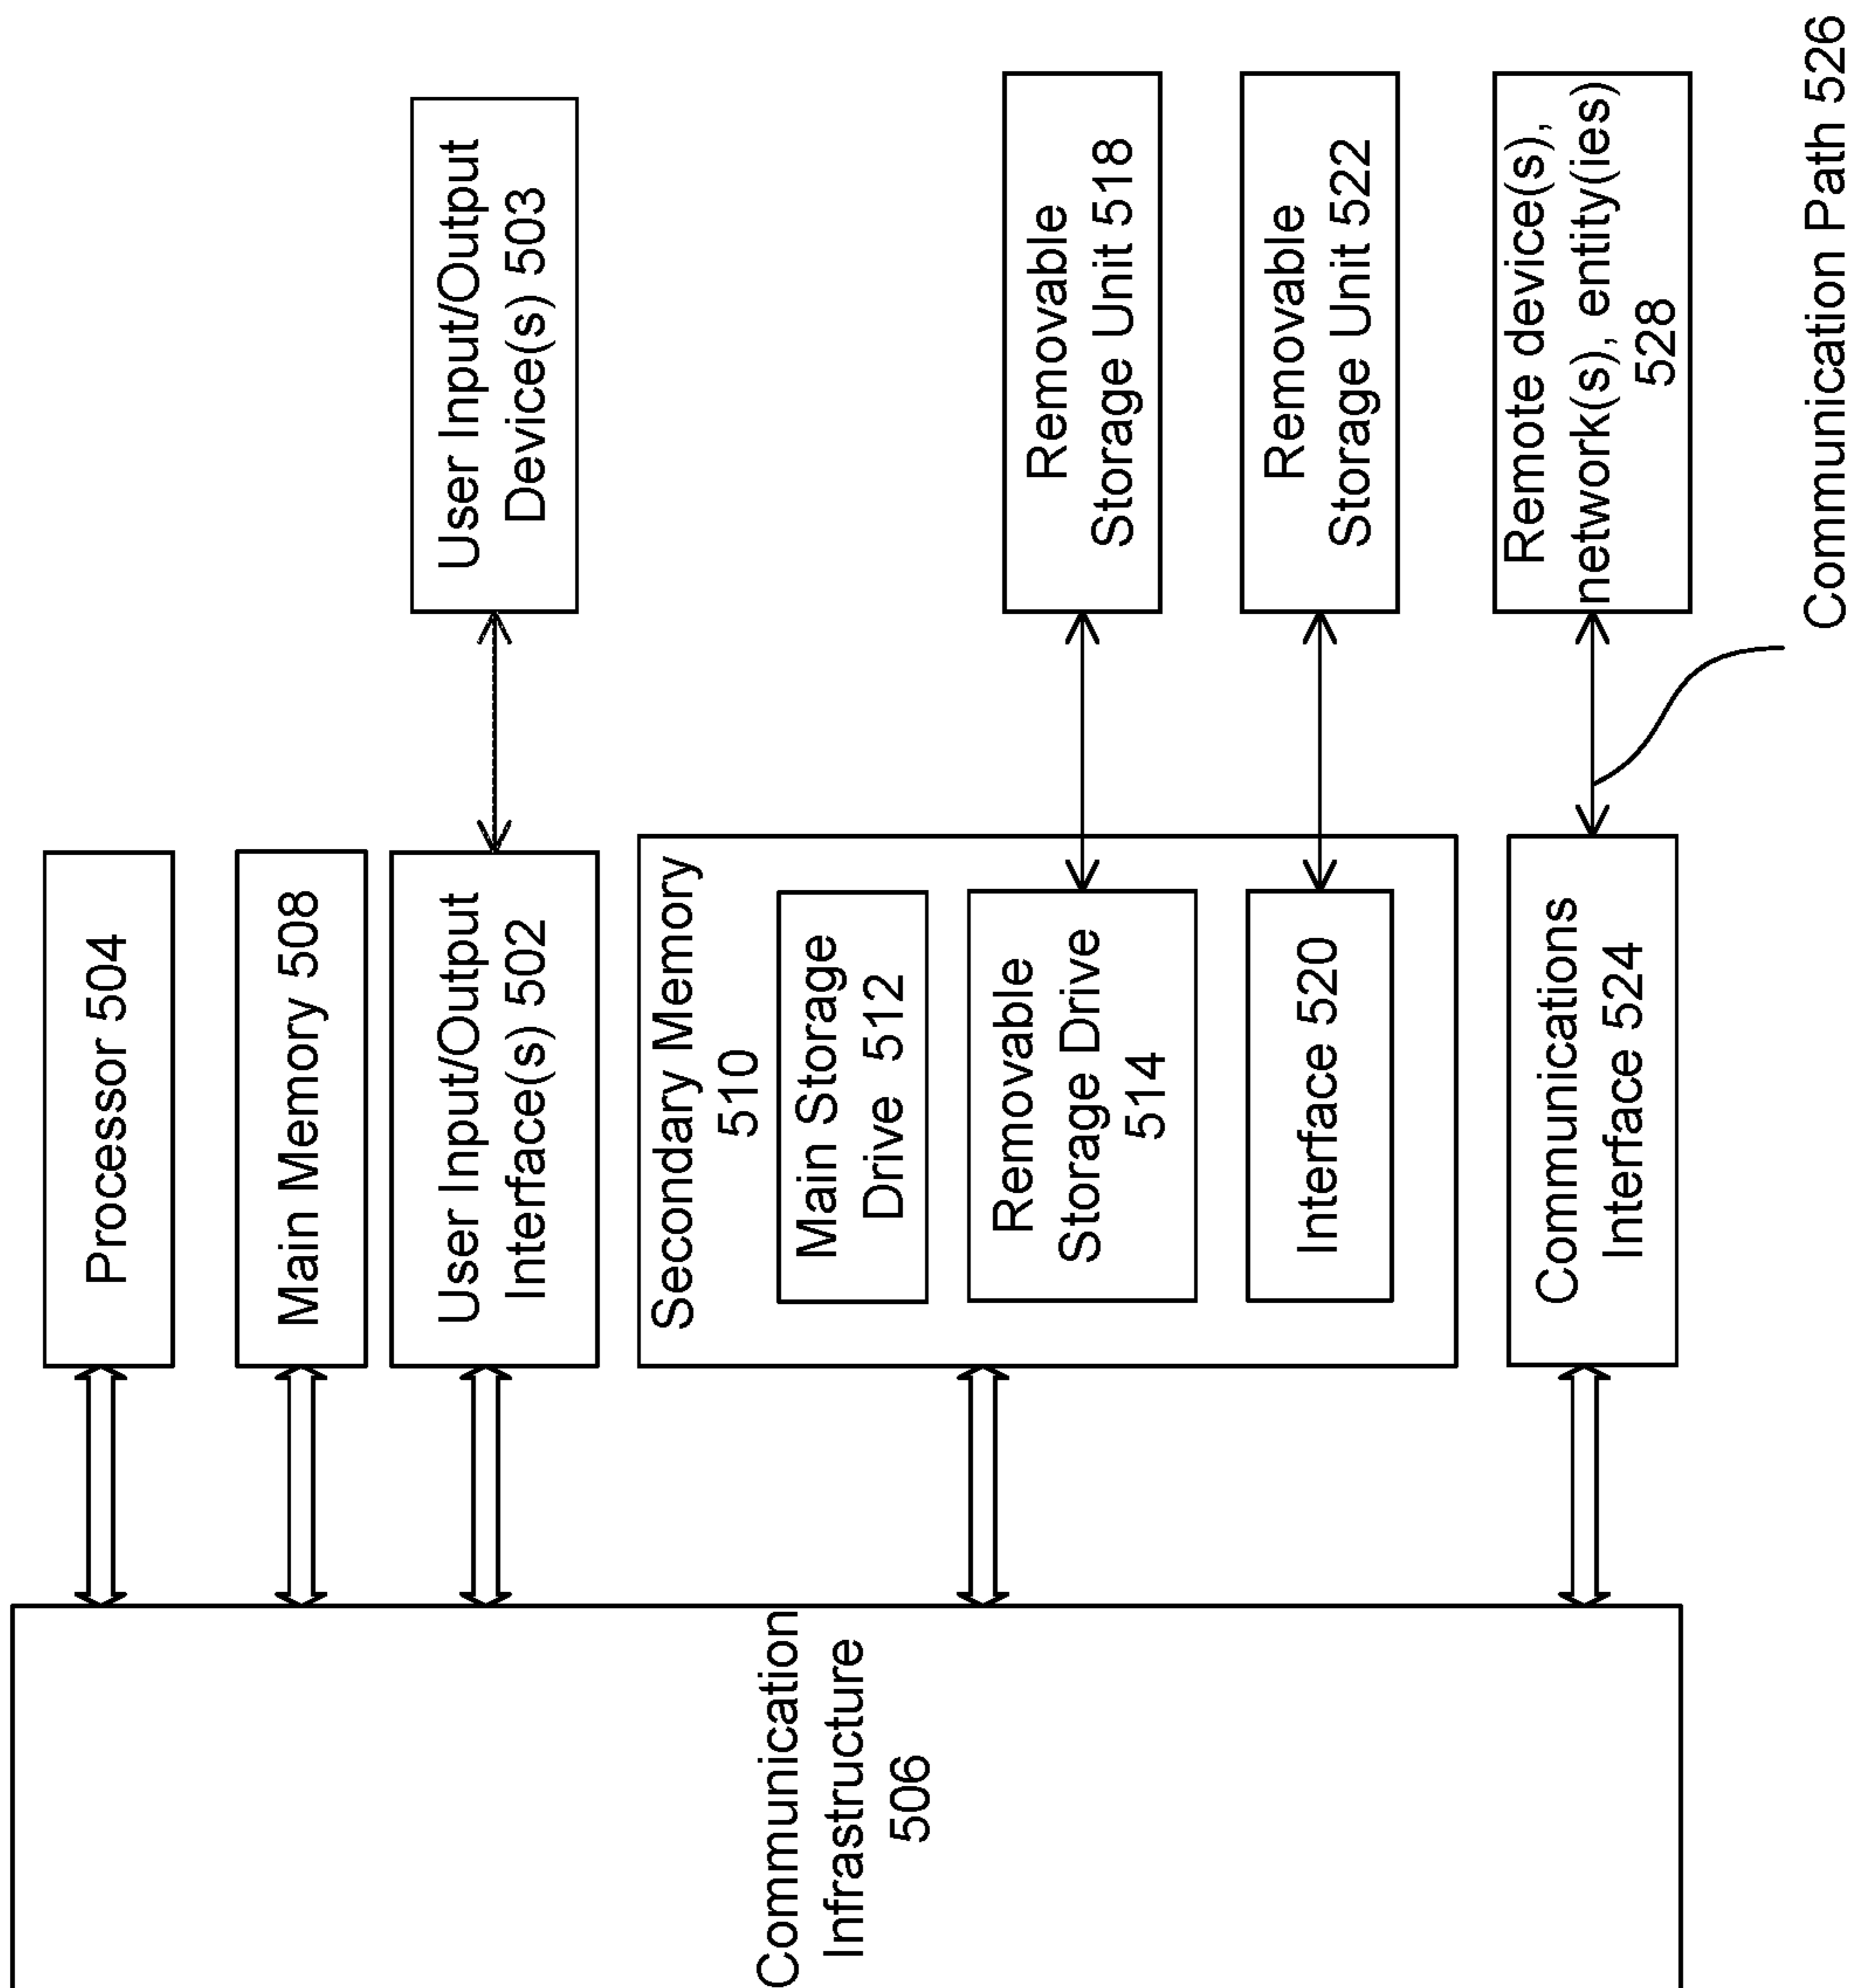 Communication
Infrastructure
506
Processor 504
Main Memory 508
User Input/Output
Interface(s) 502
User Input/Output
Device(s) 503
Secondary Memory
510
Main Storage
Drive 512
Removable
Storage Drive
514
Interface 520
Removable
Storage Unit 518
Removable
Storage Unit 522
Communications
Interface 524
Remote device(s),
network(s), entity(ies)
528
Communication Path 526